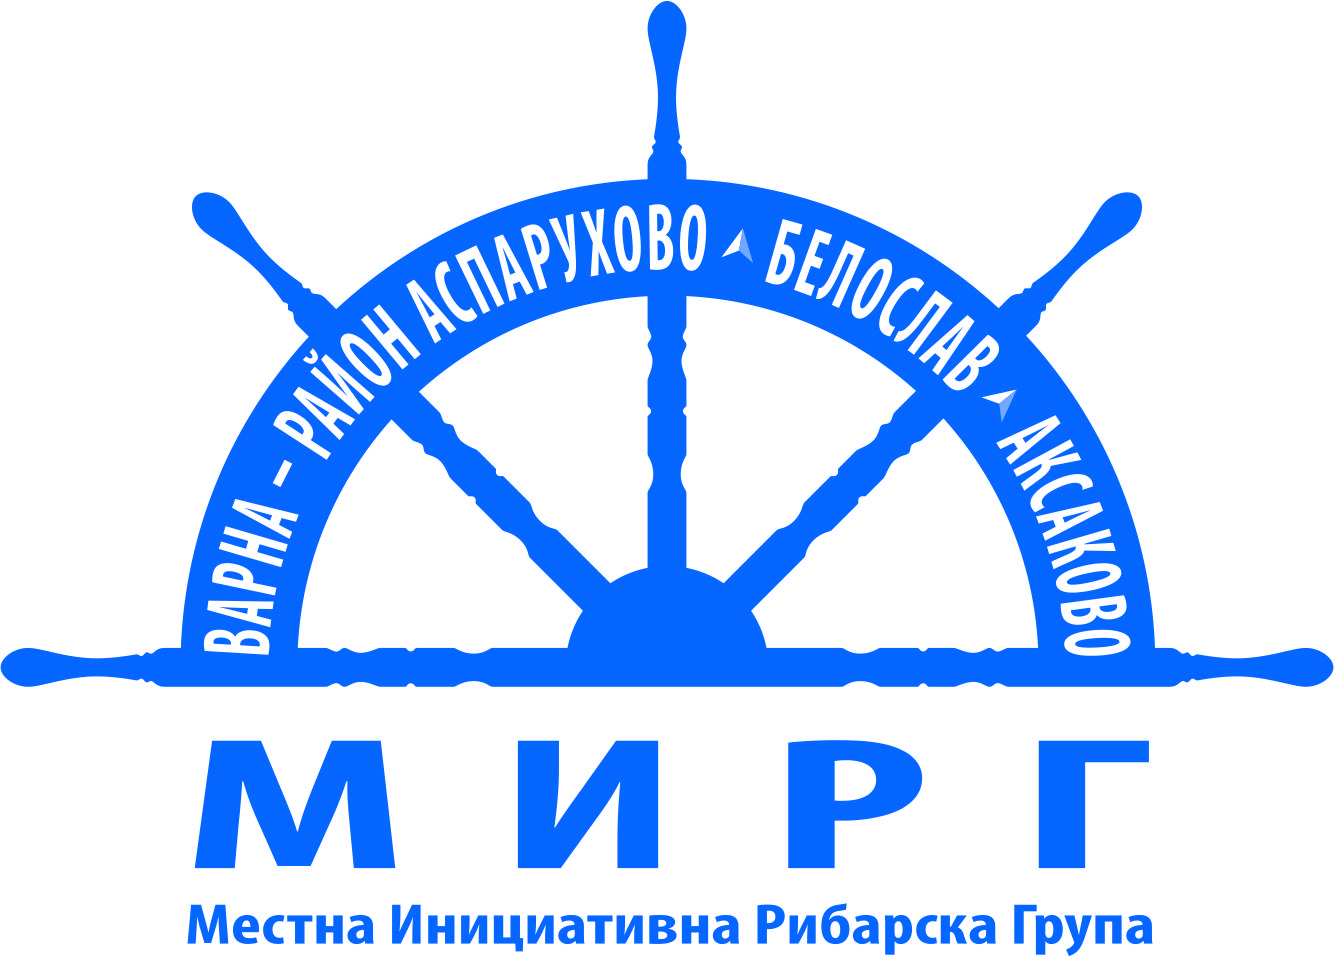 ВАРНА – РАЙОН АСПАРУХОВО БЕЛОСЛАВ АКСАКОВО
МИРГ
Местна Инициативна Рибарска Група